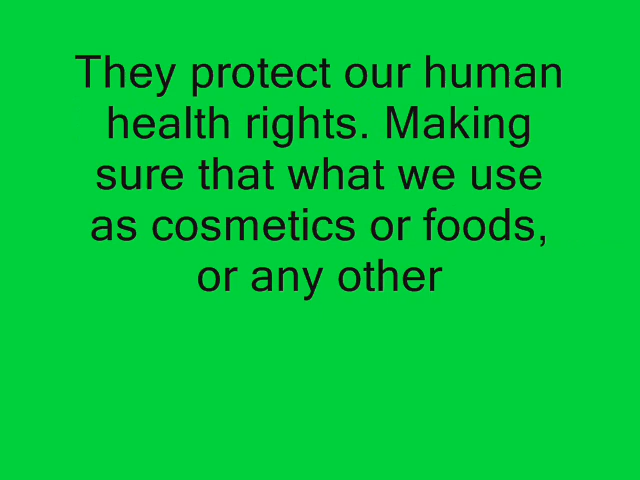 They protect our human
health rights. Making
sure that what we use
as cosmetics or foods,
or any other